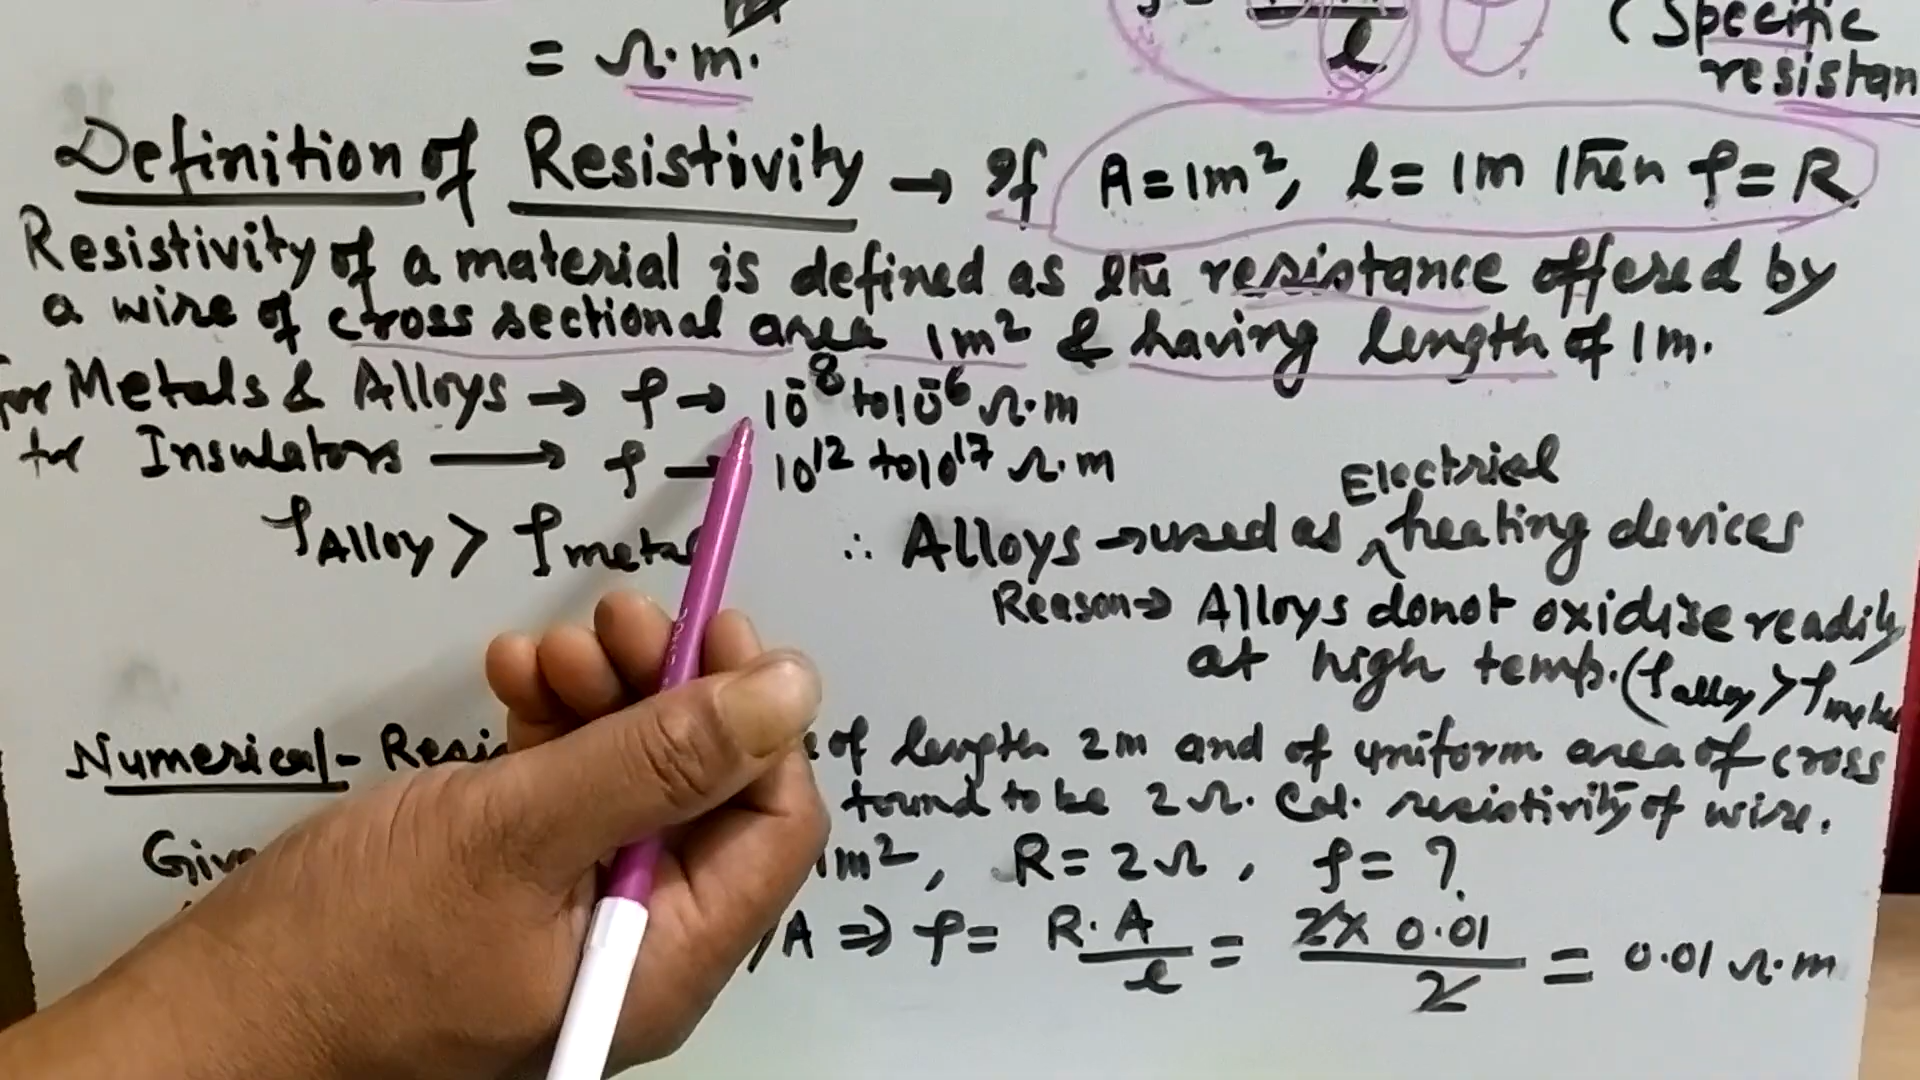 = Ω.m.
l
(Specific
resistan
Definition of Resistivity → If A=1m², l=1m then ρ=R
Resistivity of a material is defined as the resistance offered by
a wire of cross sectional area 1m² & having length of 1m.
For Metals & Alloys → ρ → 10⁻⁸ to 10⁻⁶ Ω.m
for Insulators → ρ → 10¹² to 10¹⁷ Ω.m
ρAlloy > ρmetal ∴ Alloys → used as Electrical heating devices
Reason → Alloys donot oxidise readily
at high temp. (ρalloy > ρmetal
Numerical - of length 2m and of uniform area of cross
found to be 2Ω. Cal. resistivity of wire.
m², R=2Ω, ρ=?
/A ⇒ ρ = R.A/l = 2x0.01/2 = 0.01 Ω.m